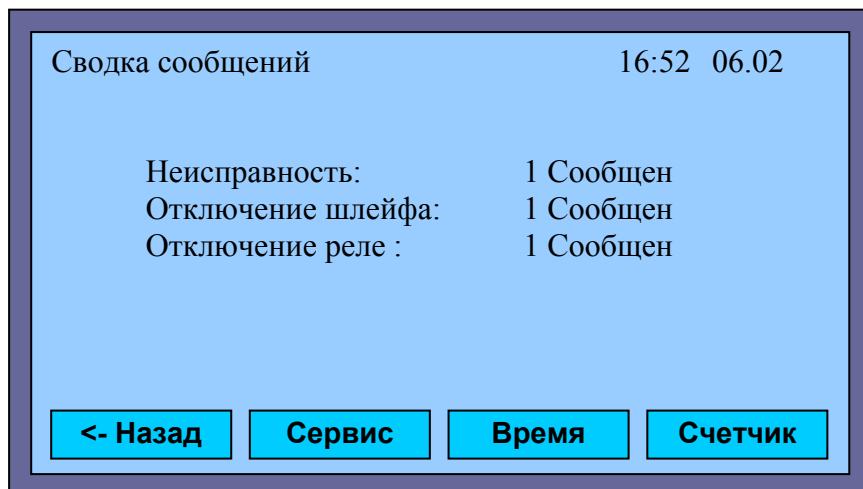 Сводка сообщений 16:52 06.02
Неисправность: 1 Сообщен
Отключение шлейфа: 1 Сообщен
Отключение реле : 1 Сообщен
<- Назад Сервис Время Счетчик